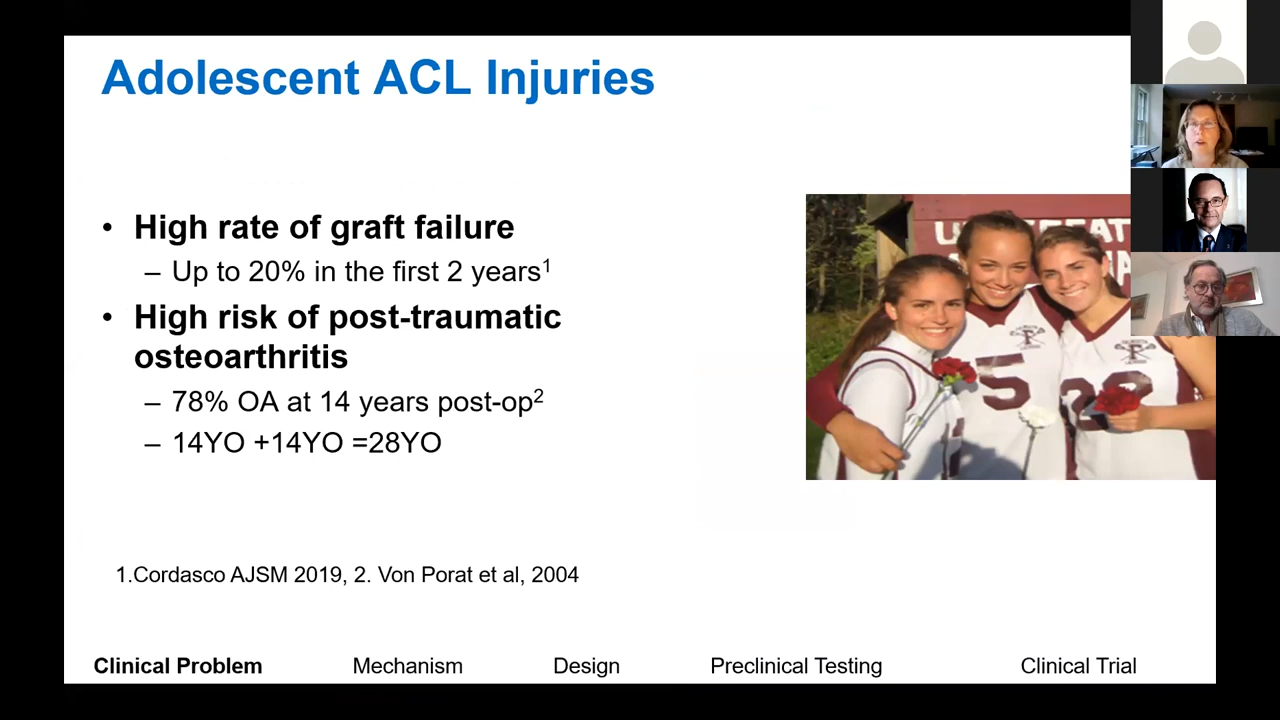 Adolescent ACL Injuries
• High rate of graft failure
– Up to 20% in the first 2 years1
• High risk of post-traumatic
osteoarthritis
– 78% OA at 14 years post-op2
– 14YO +14YO =28YO
1.Cordasco AJSM 2019, 2. Von Porat et al, 2004
Clinical Problem Mechanism Design Preclinical Testing Clinical Trial
F
5
F
22